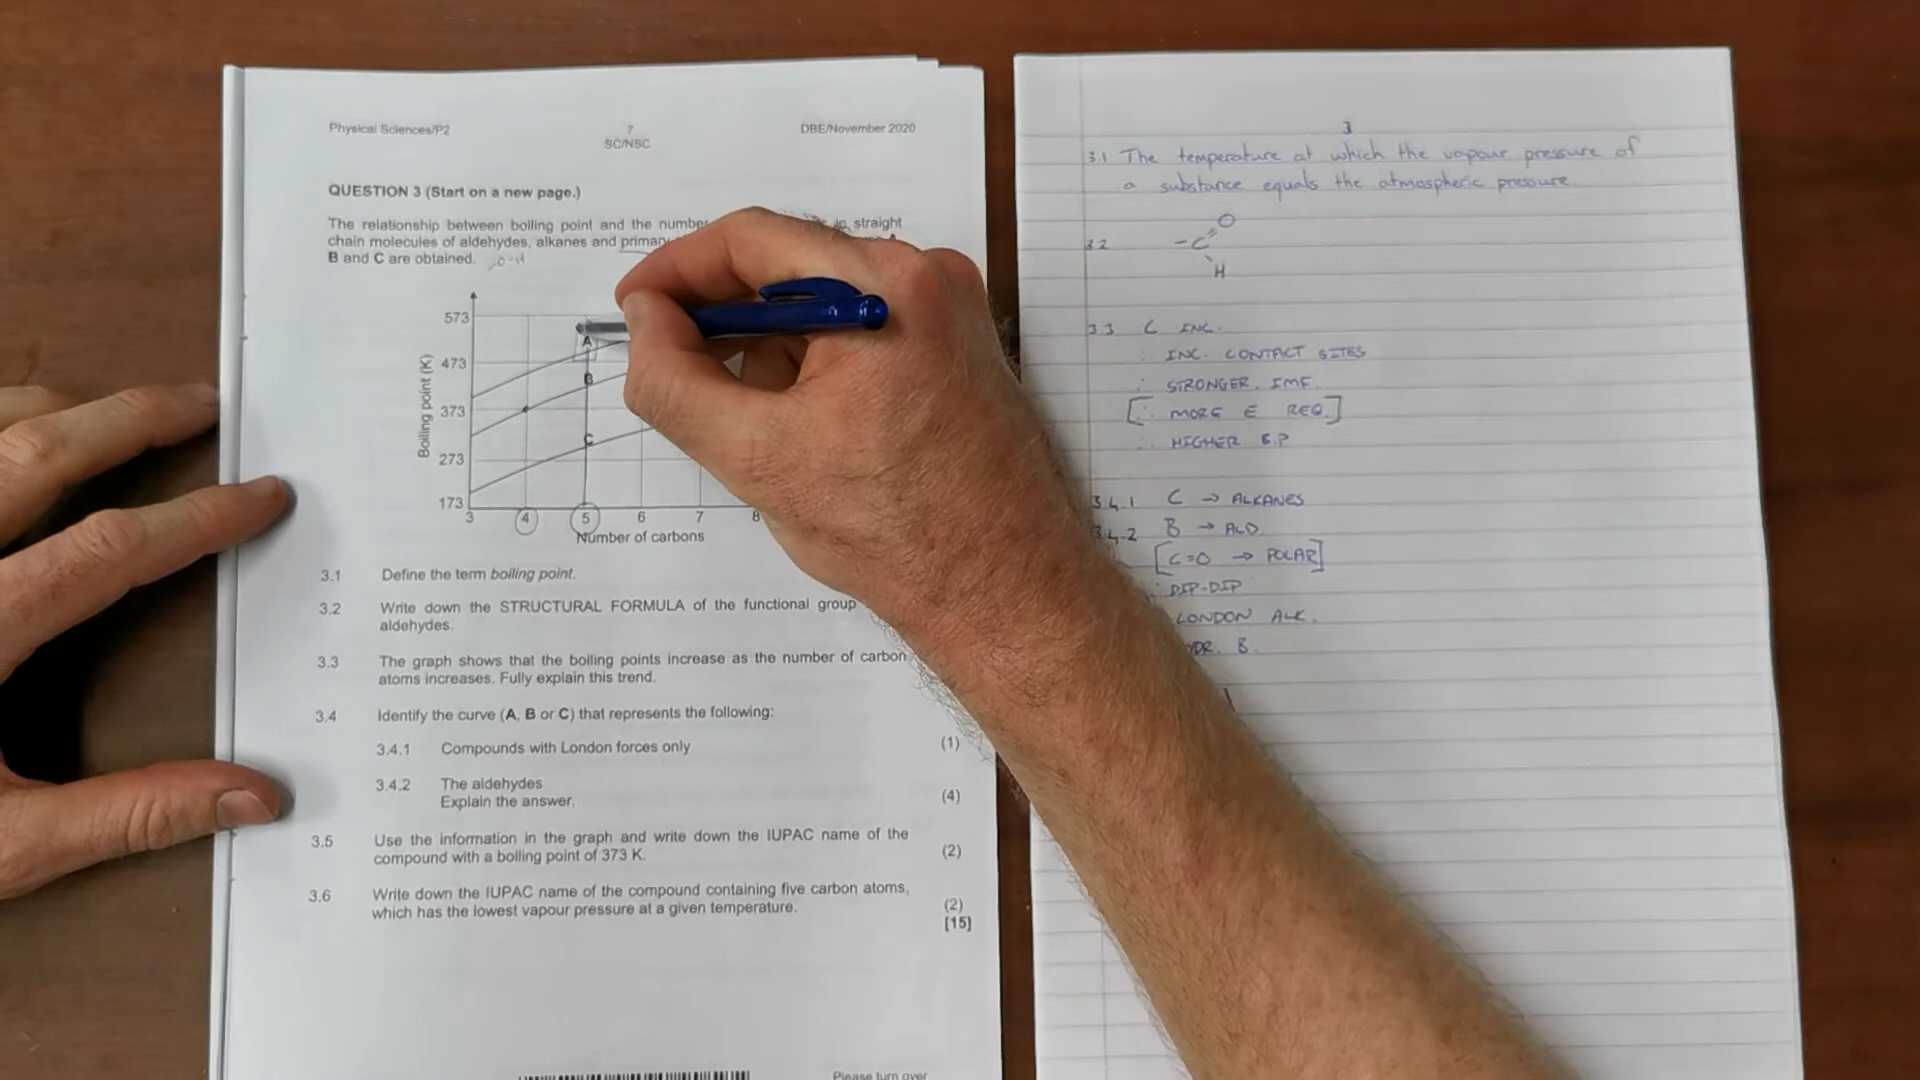 Physical Sciences/P2
7
SC/NSC
DBE/November 2020
QUESTION 3 (Start on a new page.)
The relationship between boiling point and the number in straight
chain molecules of aldehydes, alkanes and primary A
B and C are obtained.
O-H
Boiling point (K)
573
473
373
273
173
A
B
C
3 4 5 6 7 8
Number of carbons
3.1 Define the term boiling point.
3.2 Write down the STRUCTURAL FORMULA of the functional group
aldehydes.
3.3 The graph shows that the boiling points increase as the number of carbon
atoms increases. Fully explain this trend.
3.4 Identify the curve (A, B or C) that represents the following:
3.4.1 Compounds with London forces only (1)
3.4.2 The aldehydes
Explain the answer. (4)
3.5 Use the information in the graph and write down the IUPAC name of the
compound with a boiling point of 373 K. (2)
3.6 Write down the IUPAC name of the compound containing five carbon atoms,
which has the lowest vapour pressure at a given temperature. (2)
[15]
Please turn over
3
3.1 The temperature at which the vapour pressure of
a substance equals the atmospheric pressure.
3.2 -C
O
H
3.3 C INC.
∴ INC. CONTACT SITES
∴ STRONGER IMF
[∴ MORE E REQ.]
∴ HIGHER B.P
3.4.1 C → ALKANES
3.4.2 B → ALD.
[C=O → POLAR]
∴ DIP-DIP
LONDON ALK.
B.